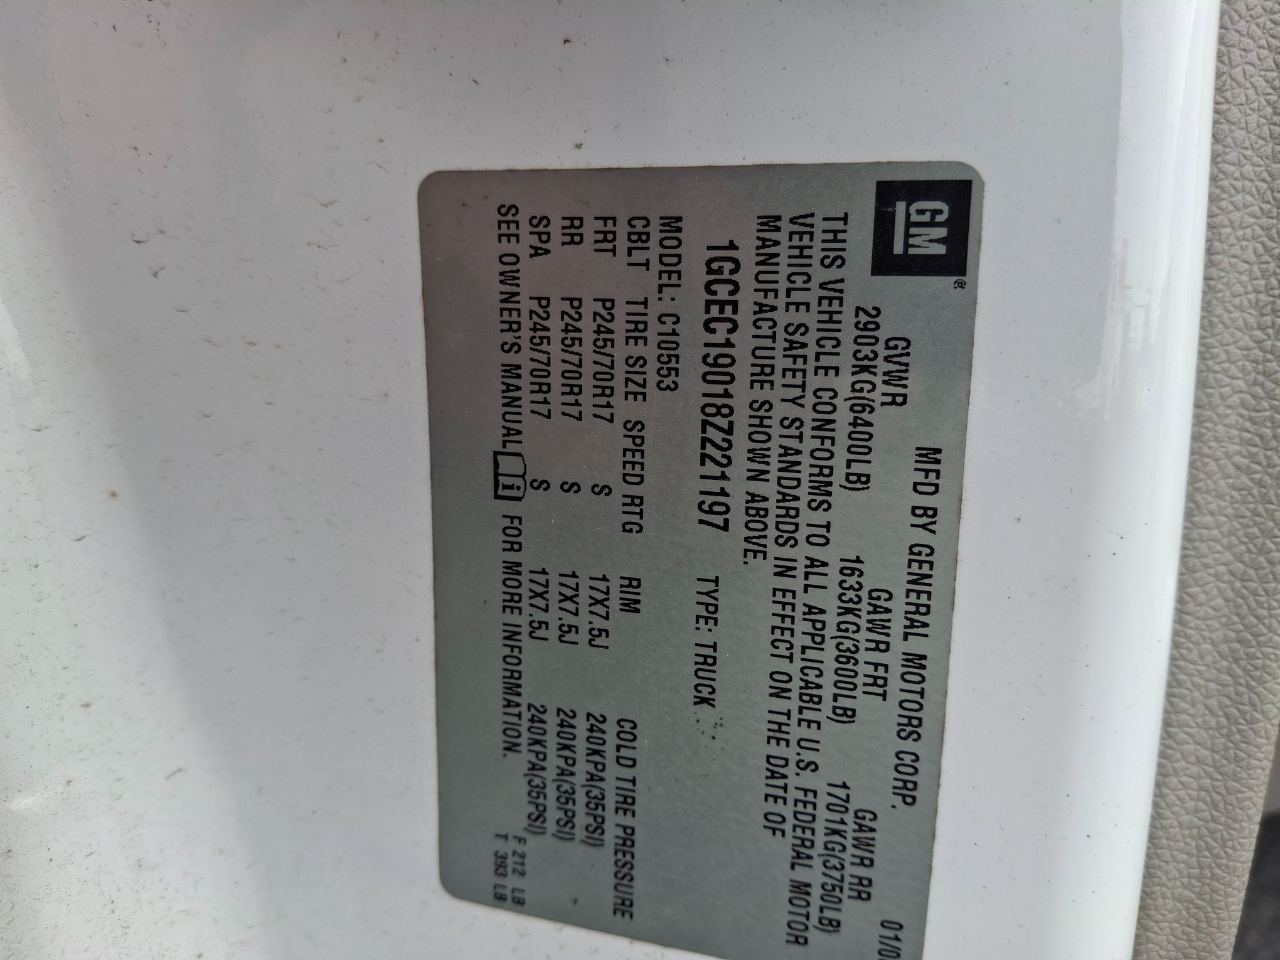 GM ®
MFD BY GENERAL MOTORS CORP. 01/0
GVWR GAWR FRT GAWR RR
2903KG(6400LB) 1633KG(3600LB) 1701KG(3750LB)
THIS VEHICLE CONFORMS TO ALL APPLICABLE U.S. FEDERAL MOTOR
VEHICLE SAFETY STANDARDS IN EFFECT ON THE DATE OF
MANUFACTURE SHOWN ABOVE.
1GCEC19018Z221197 TYPE: TRUCK
MODEL: C10553
CBLT TIRE SIZE SPEED RTG RIM COLD TIRE PRESSURE
FRT P245/70R17 S 17X7.5J 240KPA(35PSI)
RR P245/70R17 S 17X7.5J 240KPA(35PSI)
SPA P245/70R17 S 17X7.5J 240KPA(35PSI)
SEE OWNER'S MANUAL i FOR MORE INFORMATION.
F 212 LB
T 393 LB